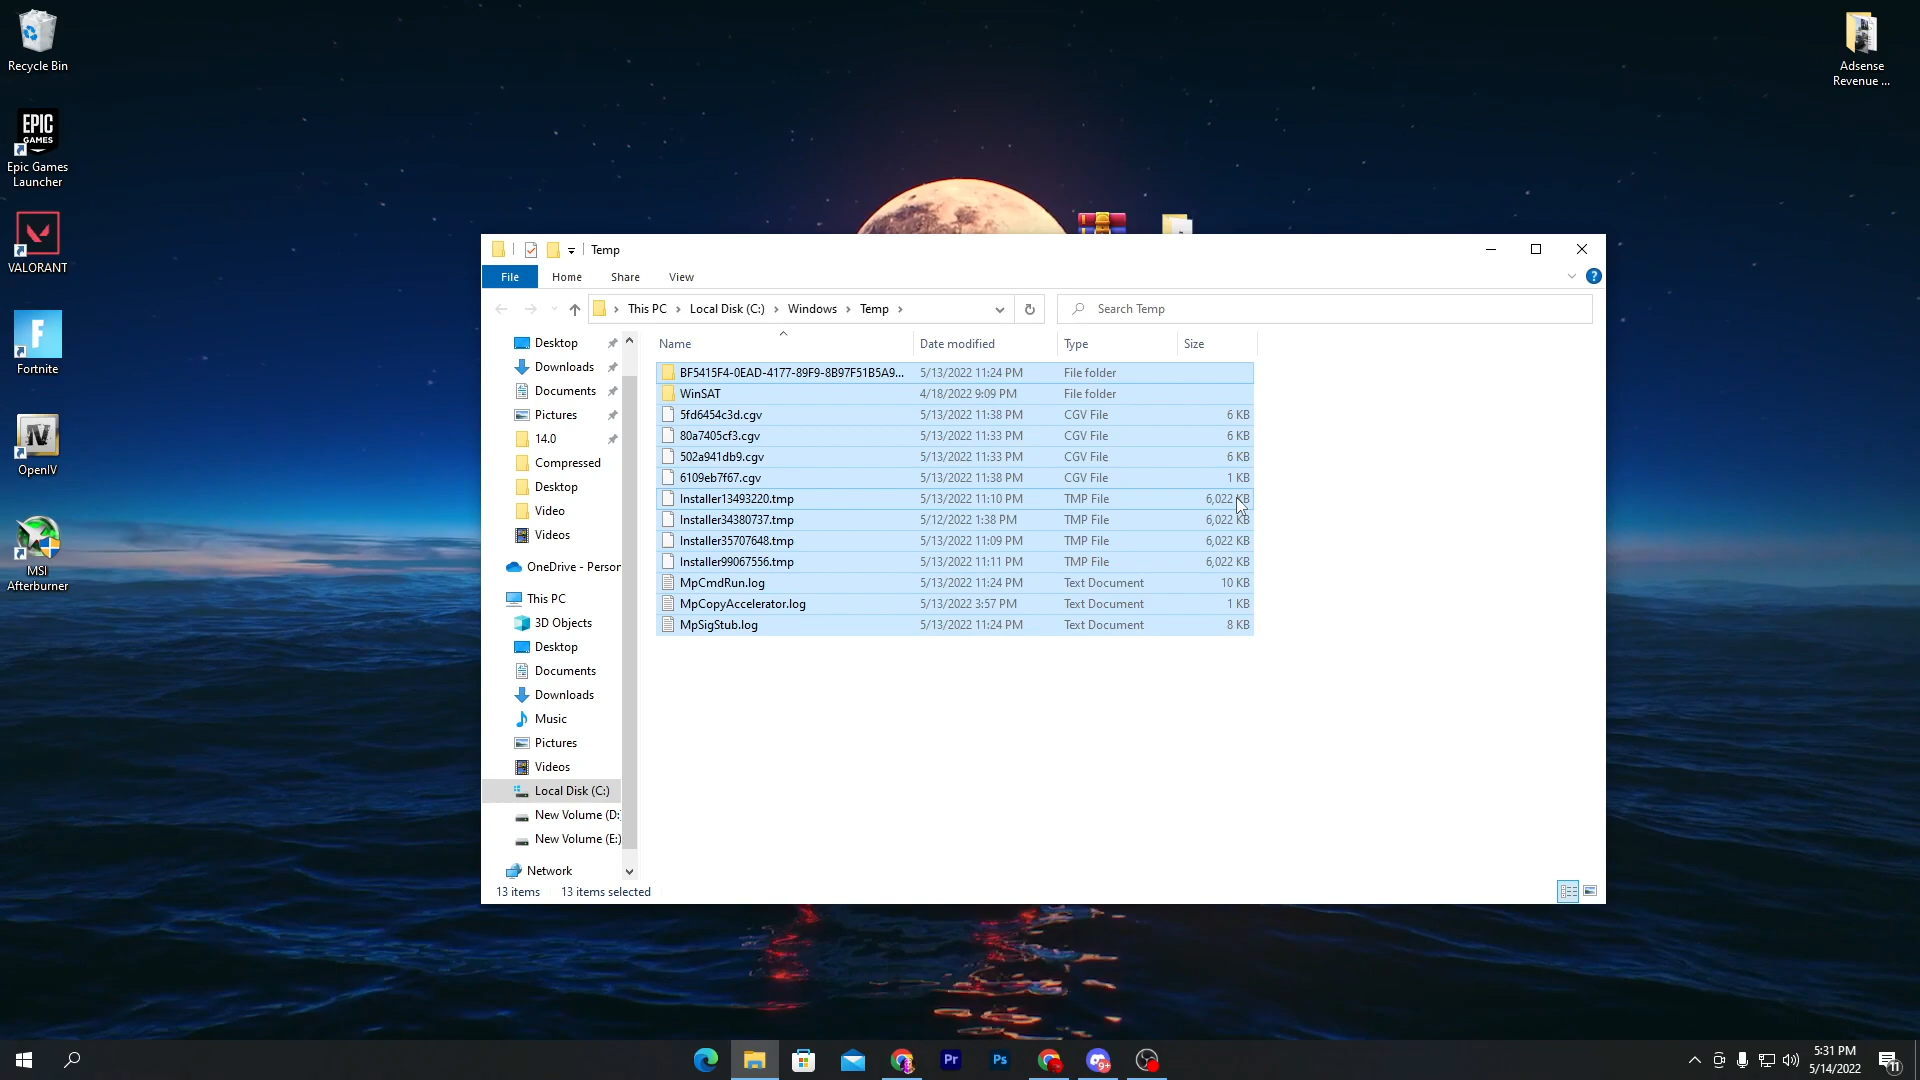 Recycle Bin
EPIC
GAMES
Epic Games
Launcher
VALORANT
Fortnite
OpenIV
MSI
Afterburner
Adsense
Revenue ...
Temp
File
Home
Share
View
This PC
Local Disk (C:)
Windows
Temp
Search Temp
Desktop
Downloads
Documents
Pictures
14.0
Compressed
Desktop
Video
Videos
OneDrive - Person
This PC
3D Objects
Desktop
Documents
Downloads
Music
Pictures
Videos
Local Disk (C:)
New Volume (D:
New Volume (E:)
Network
Name Date modified Type Size
BF5415F4-0EAD-4177-89F9-8B97F51B5A9... 5/13/2022 11:24 PM File folder
WinSAT 4/18/2022 9:09 PM File folder
5fd6454c3d.cgv 5/13/2022 11:38 PM CGV File 6 KB
80a7405cf3.cgv 5/13/2022 11:33 PM CGV File 6 KB
502a941db9.cgv 5/13/2022 11:33 PM CGV File 6 KB
6109eb7f67.cgv 5/13/2022 11:38 PM CGV File 1 KB
Installer13493220.tmp 5/13/2022 11:10 PM TMP File 6,022 KB
Installer34380737.tmp 5/12/2022 1:38 PM TMP File 6,022 KB
Installer35707648.tmp 5/13/2022 11:09 PM TMP File 6,022 KB
Installer99067556.tmp 5/13/2022 11:11 PM TMP File 6,022 KB
MpCmdRun.log 5/13/2022 11:24 PM Text Document 10 KB
MpCopyAccelerator.log 5/13/2022 3:57 PM Text Document 1 KB
MpSigStub.log 5/13/2022 11:24 PM Text Document 8 KB
13 items 13 items selected
Pr
Ps
9+
5:31 PM
5/14/2022
11